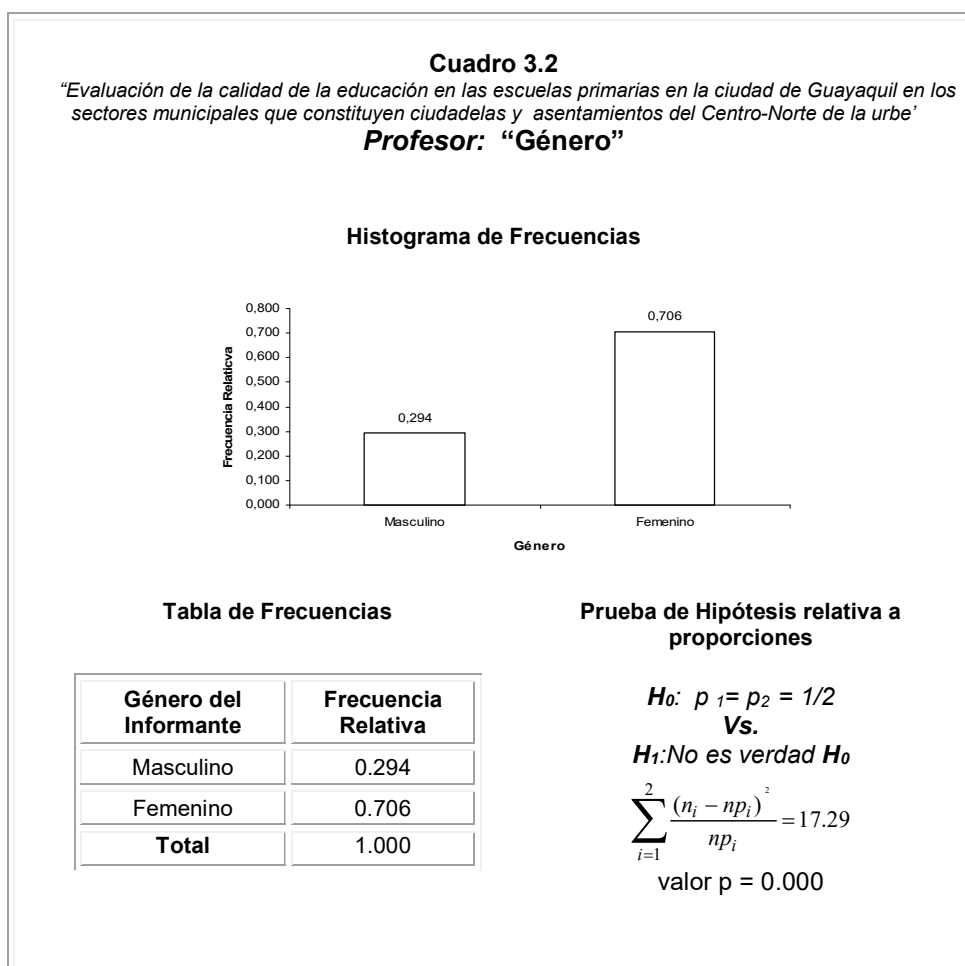 Cuadro 3.2
“Evaluación de la calidad de la educación en las escuelas primarias en la ciudad de Guayaquil en los
sectores municipales que constituyen ciudadelas y asentamientos del Centro-Norte de la urbe’
Profesor: “Género”
Histograma de Frecuencias
0,800
0,700
0,600
0,500
0,400
0,300
0,200
0,100
0,000
Frecuencia Relaticva
0,294
0,706
Masculino
Femenino
Género
Tabla de Frecuencias
Género del Informante
Frecuencia Relativa
Masculino 0.294
Femenino 0.706
Total 1.000
Prueba de Hipótesis relativa a
proporciones
H0: p 1= p2 = 1/2
Vs.
H1:No es verdad H0
∑_{i=1}^{2} (n_i − np_i)^2 / np_i = 17.29
valor p = 0.000